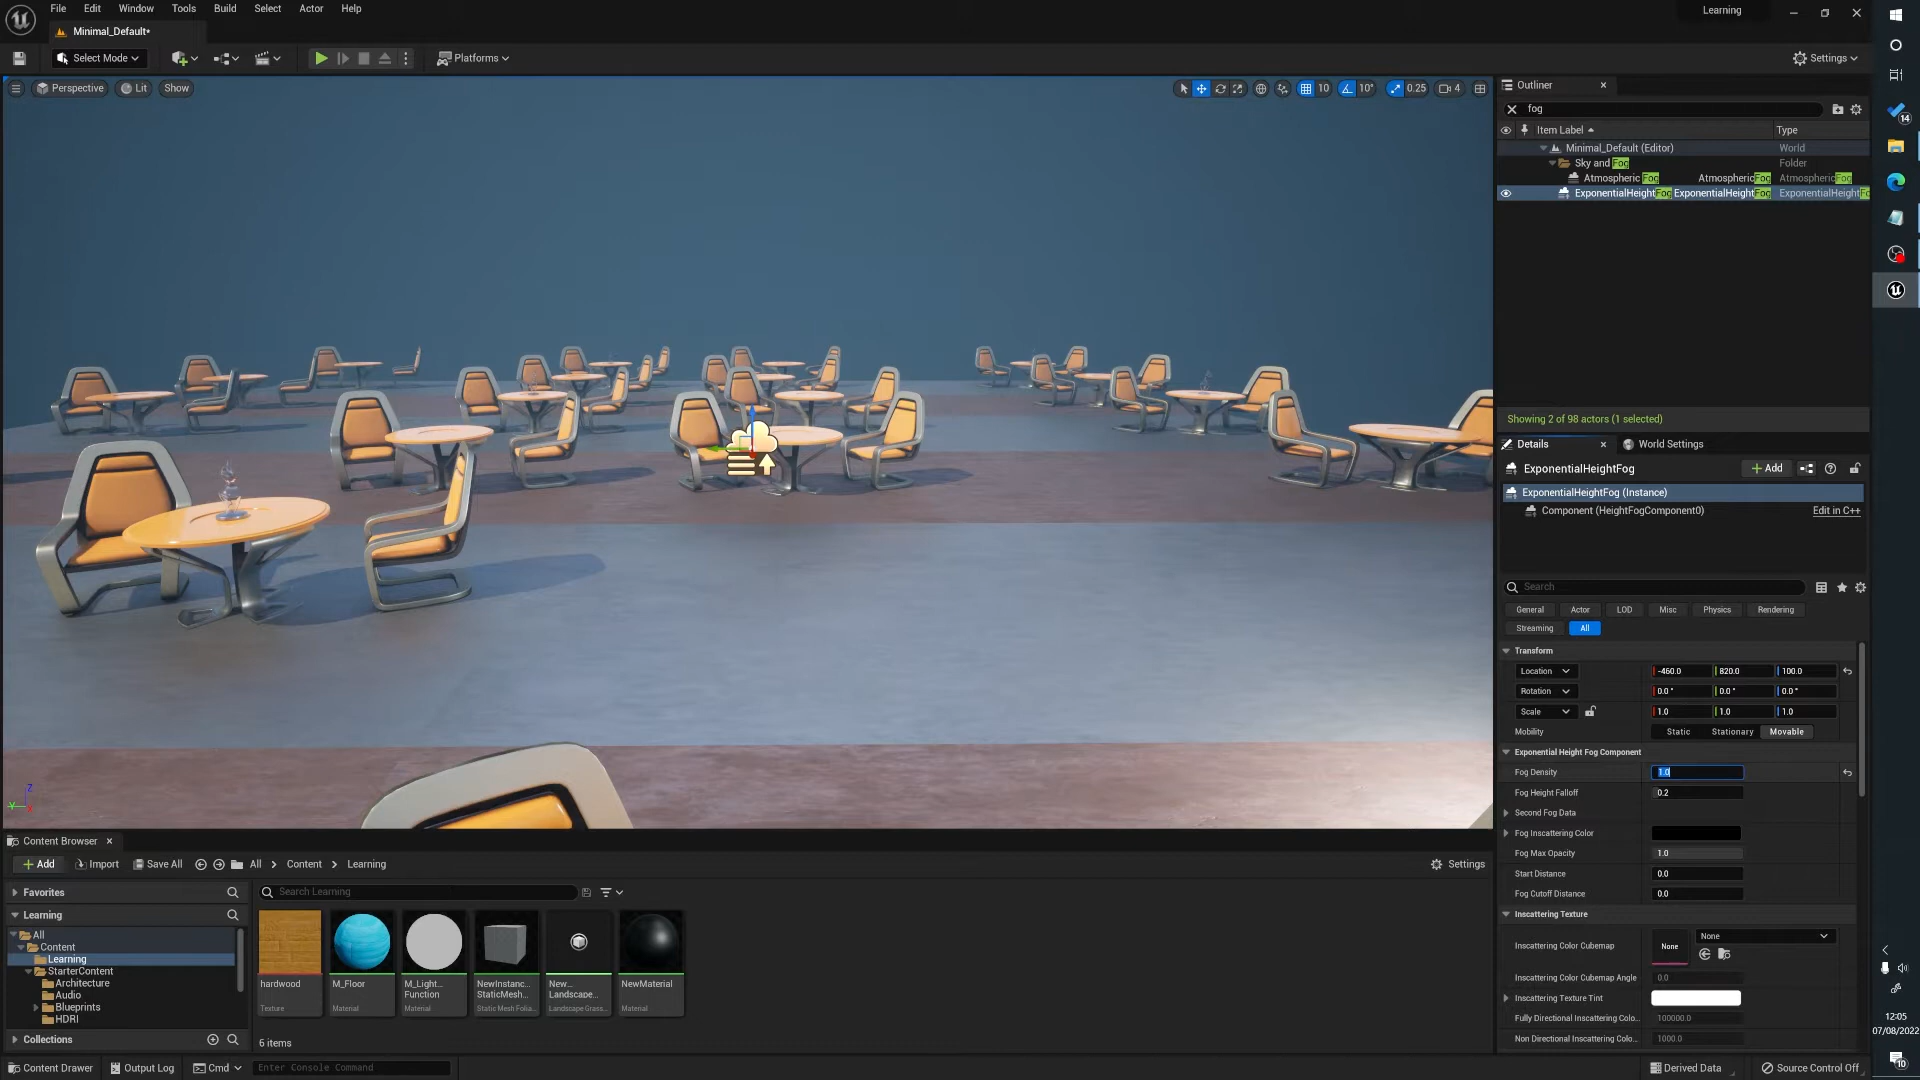 File Edit Window Tools Build Select Actor Help
Learning
Minimal_Default*
Select Mode
Platforms
Settings
Perspective Lit Show
10 10° 0.25 4
Outliner
fog
Item Label Type
Minimal_Default (Editor) World
Sky and Fog Folder
Atmospheric Fog AtmosphericFog AtmosphericFog
ExponentialHeightFog ExponentialHeightFog ExponentialHeightFo
Showing 2 of 98 actors (1 selected)
Details World Settings
ExponentialHeightFog
Add
ExponentialHeightFog (Instance)
Component (HeightFogComponent0) Edit in C++
Search
General Actor LOD Misc Physics Rendering
Streaming All
Transform
Location -460.0 820.0 100.0
Rotation 0.0° 0.0° 0.0°
Scale 1.0 1.0 1.0
Mobility Static Stationary Movable
Exponential Height Fog Component
Fog Density 1.0
Fog Height Falloff 0.2
Second Fog Data
Fog Inscattering Color
Fog Max Opacity 1.0
Start Distance 0.0
Fog Cutoff Distance 0.0
Inscattering Texture
Inscattering Color Cubemap None None
Inscattering Color Cubemap Angle 0.0
Inscattering Texture Tint
Fully Directional Inscattering Colo... 100000.0
Non Directional Inscattering Colo... 1000.0
Z
Y X
Content Browser
Add Import Save All All Content Learning Settings
Favorites
Search Learning
Learning
All
Content
Learning
StarterContent
Architecture
Audio
Blueprints
HDRI
Collections
hardwood
Texture
M_Floor
Material
M_Light_
Function
Material
NewInstanc...
StaticMesh...
Static Mesh Folia...
New...
Landscape...
Landscape Grass...
NewMaterial
Material
6 items
Content Drawer Output Log Cmd Enter Console Command
Derived Data Source Control Off
14
12:05
07/08/2022
10